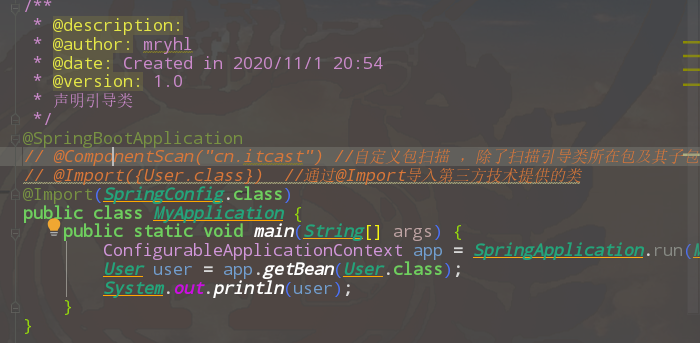 /**
 * @description:
 * @author: mryhl
 * @date: Created in 2020/11/1 20:54
 * @version: 1.0
 * 声明引导类
 */
@SpringBootApplication
// @ComponentScan("cn.itcast") //自定义包扫描 ，除了扫描引导类所在包及其子包
// @Import({User.class})  //通过@Import导入第三方技术提供的类
@Import(SpringConfig.class)
public class MyApplication {
    public static void main(String[] args) {
        ConfigurableApplicationContext app = SpringApplication.run(
        User user = app.getBean(User.class);
        System.out.println(user);
    }
}